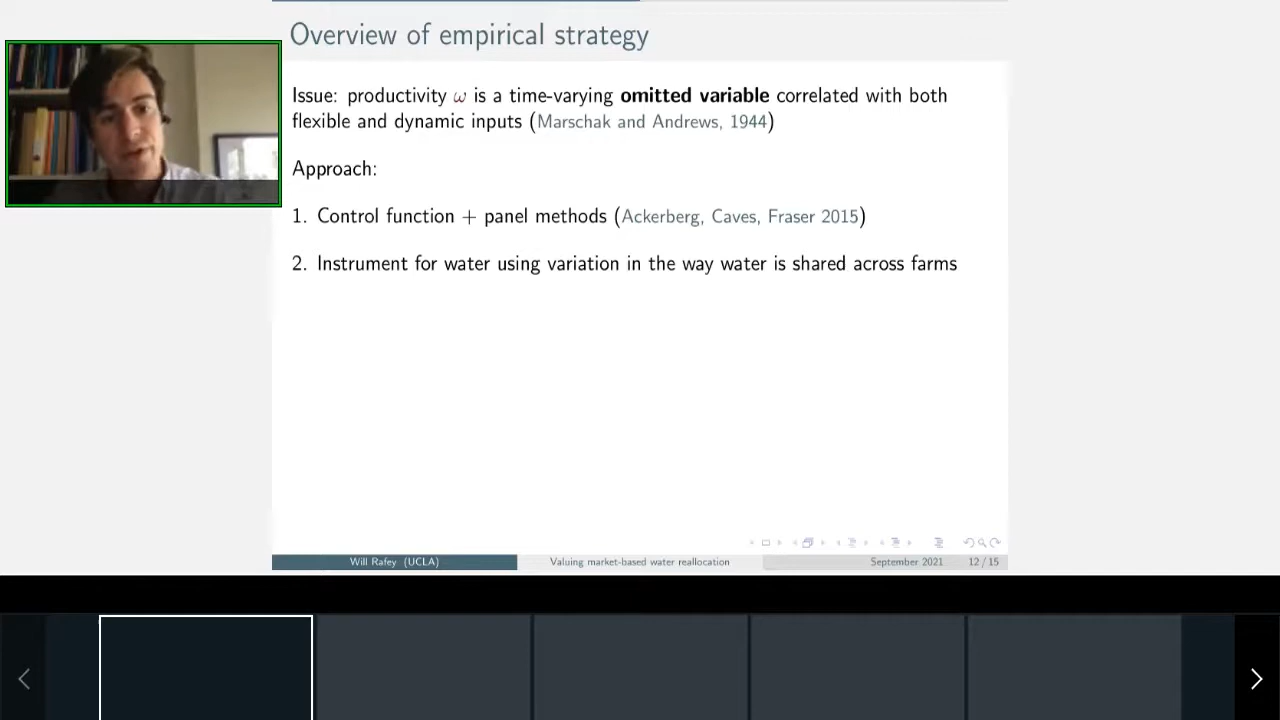 Overview of empirical strategy
Issue: productivity ω is a time-varying omitted variable correlated with both
flexible and dynamic inputs (Marschak and Andrews, 1944)
Approach:
1. Control function + panel methods (Ackerberg, Caves, Fraser 2015)
2. Instrument for water using variation in the way water is shared across farms
Will Rafey (UCLA)
Valuing market-based water reallocation
September 2021
12 / 15